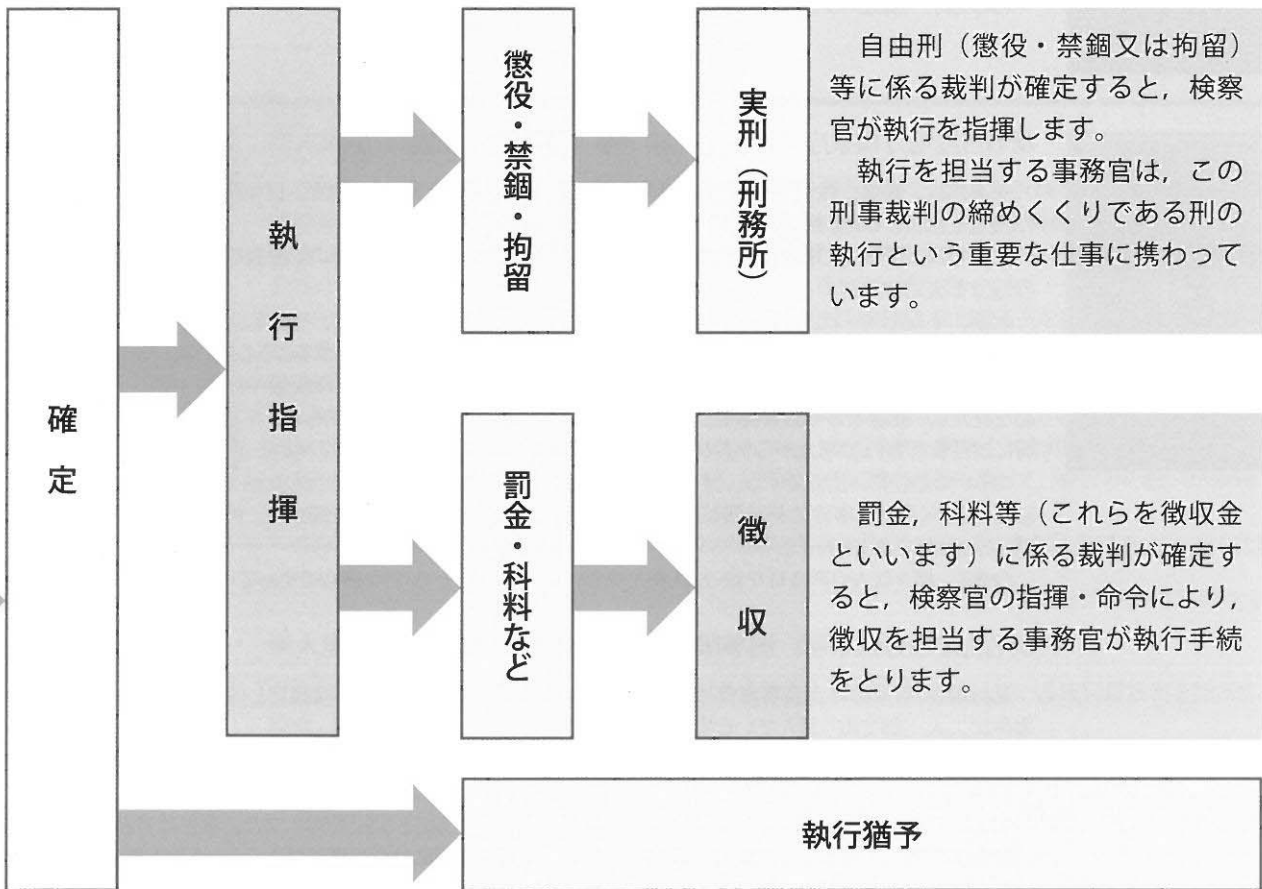 確定
執行指揮
懲役・禁錮・拘留
実刑（刑務所）
　自由刑（懲役・禁錮又は拘留）
等に係る裁判が確定すると，検察
官が執行を指揮します。
　執行を担当する事務官は，この
刑事裁判の締めくくりである刑の
執行という重要な仕事に携わって
います。
罰金・科料など
徴収
　罰金，科料等（これらを徴収金
といいます）に係る裁判が確定す
ると，検察官の指揮・命令により，
徴収を担当する事務官が執行手続
をとります。
執行猶予